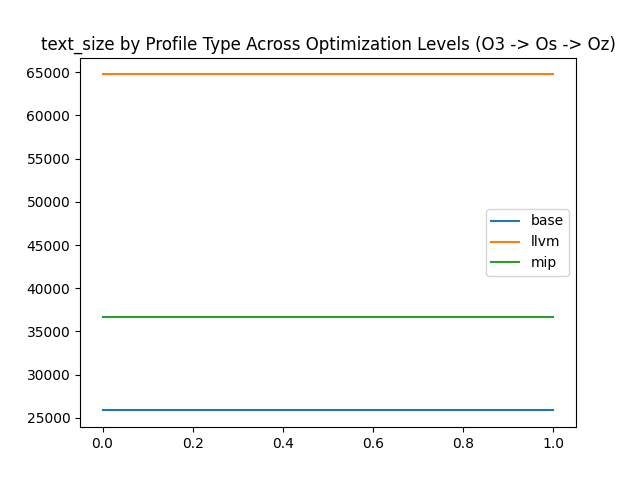 text_size by Profile Type Across Optimization Levels (O3 -> Os -> Oz)
65000
60000
55000
50000
45000
40000
35000
30000
25000
base
llvm
mip
0.0 0.2 0.4 0.6 0.8 1.0